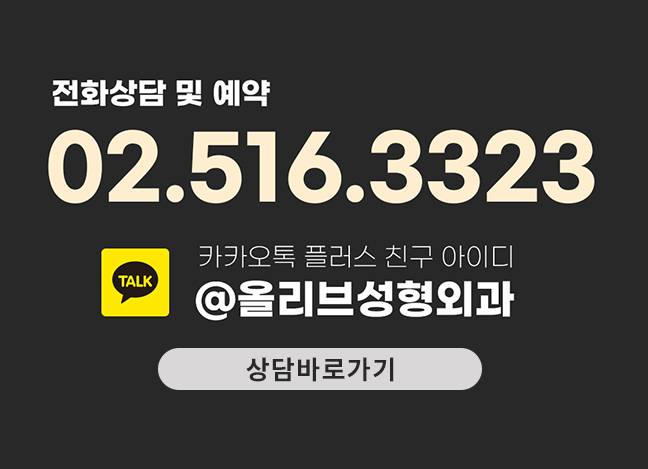 전화상담 및 예약
02.516.3323
TALK
카카오톡 플러스 친구 아이디
@올리브성형외과
상담바로가기